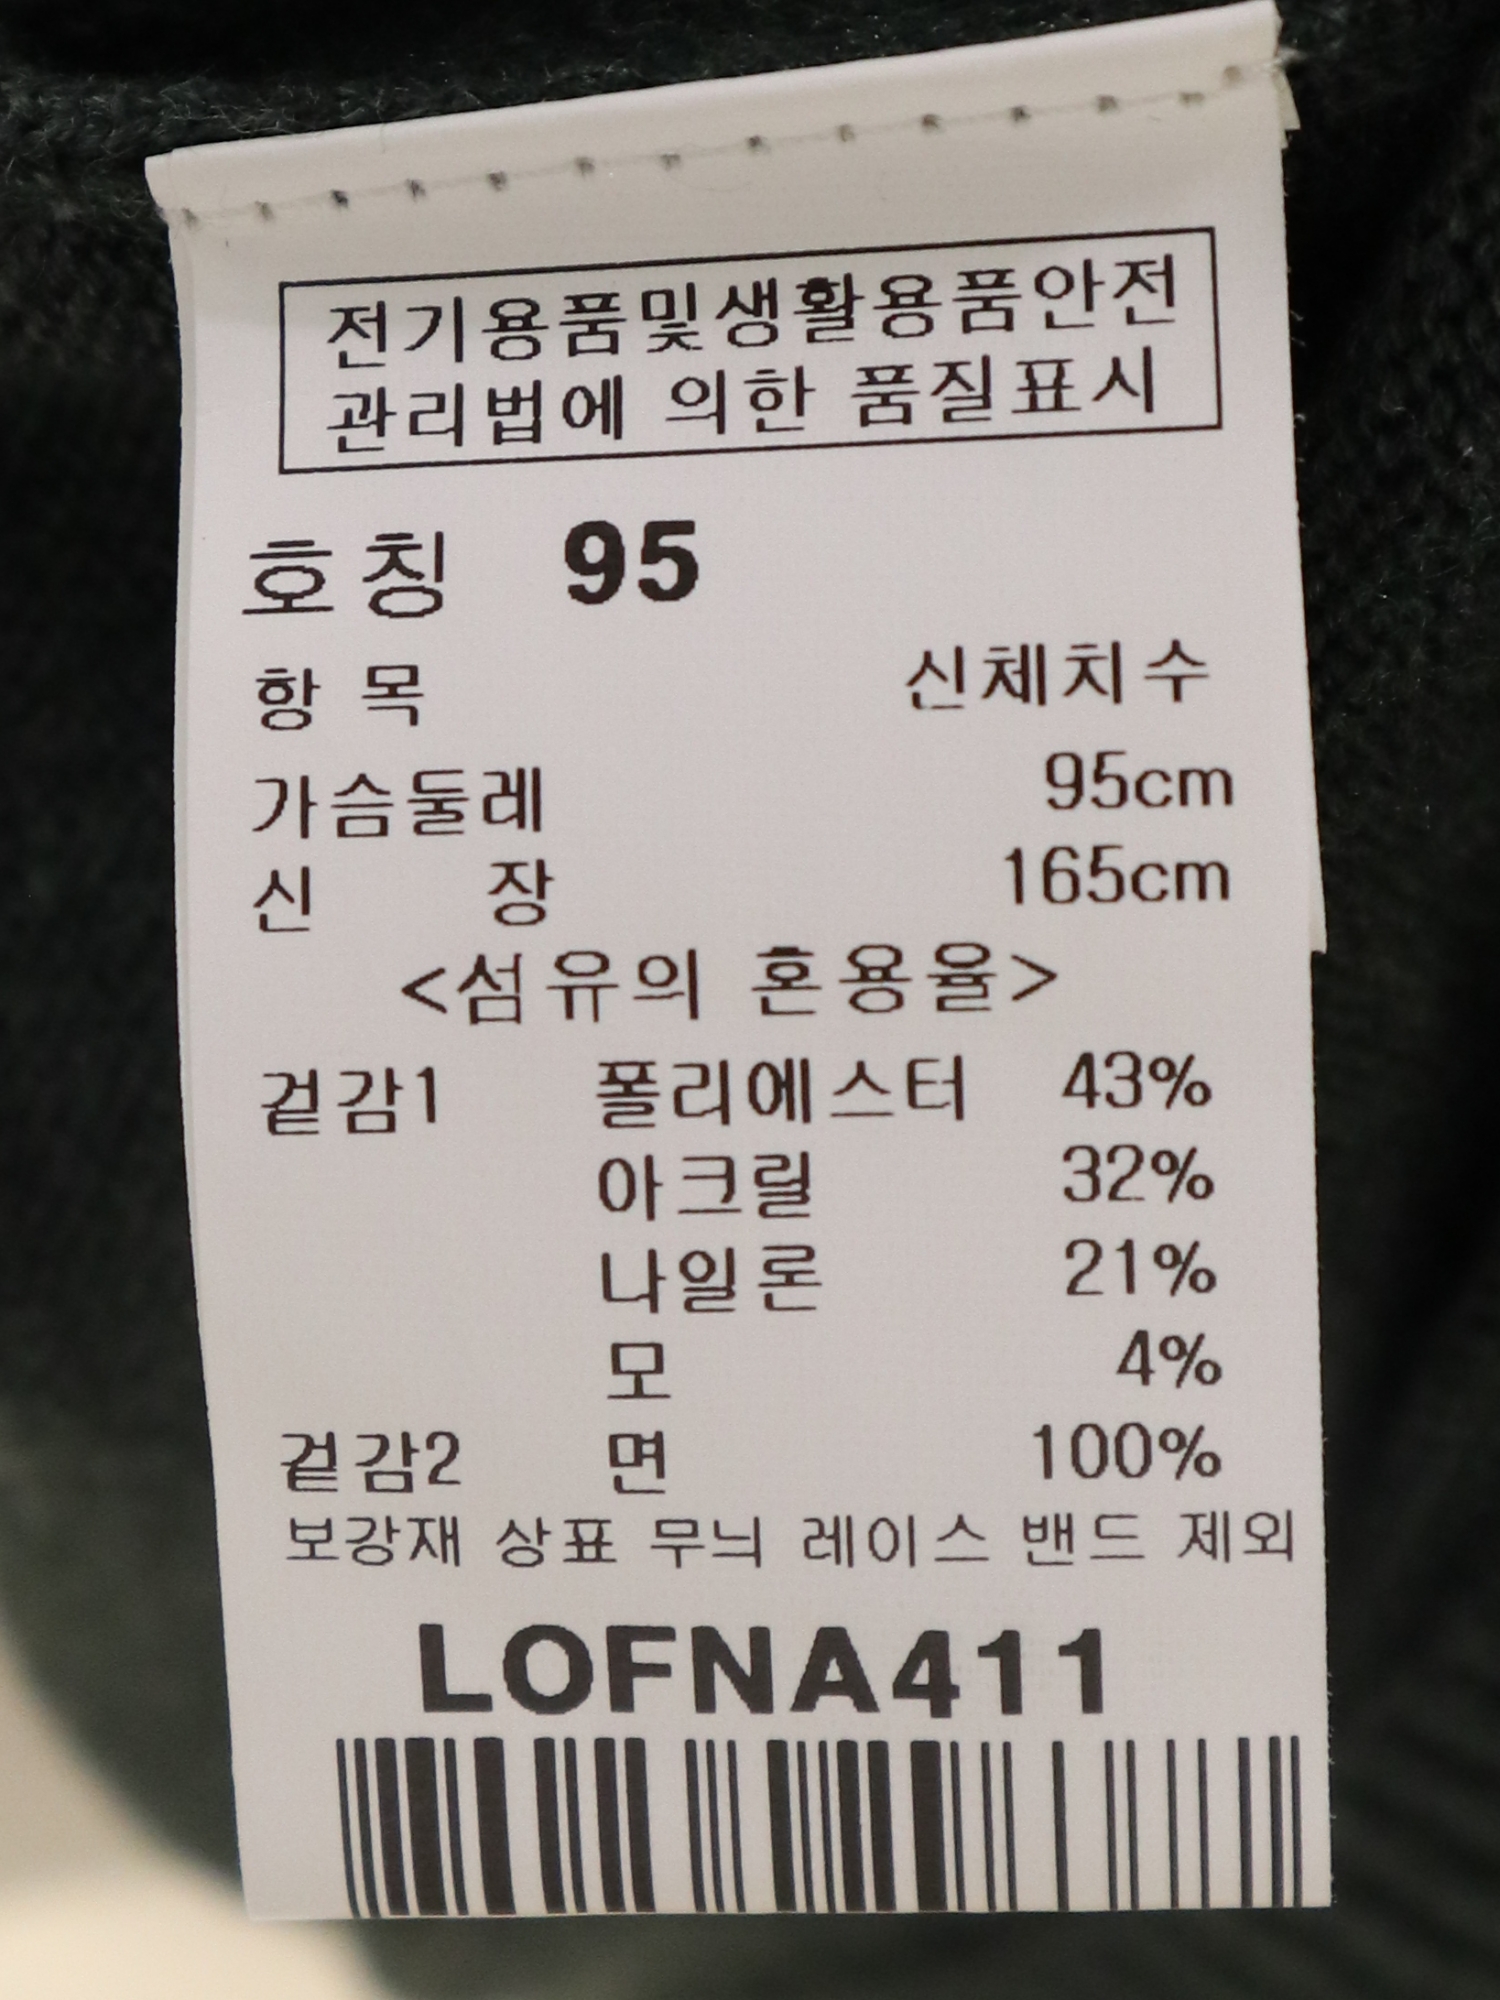 전기용품및생활용품안전
관리법에 의한 품질표시
호칭 95
항 목 신체치수
가슴둘레 95cm
신 장 165cm
<섬유의 혼용율>
겉감1 폴리에스터 43%
아크릴 32%
나일론 21%
모 4%
겉감2 면 100%
보강재 상표 무늬 레이스 밴드 제외
LOFNA411